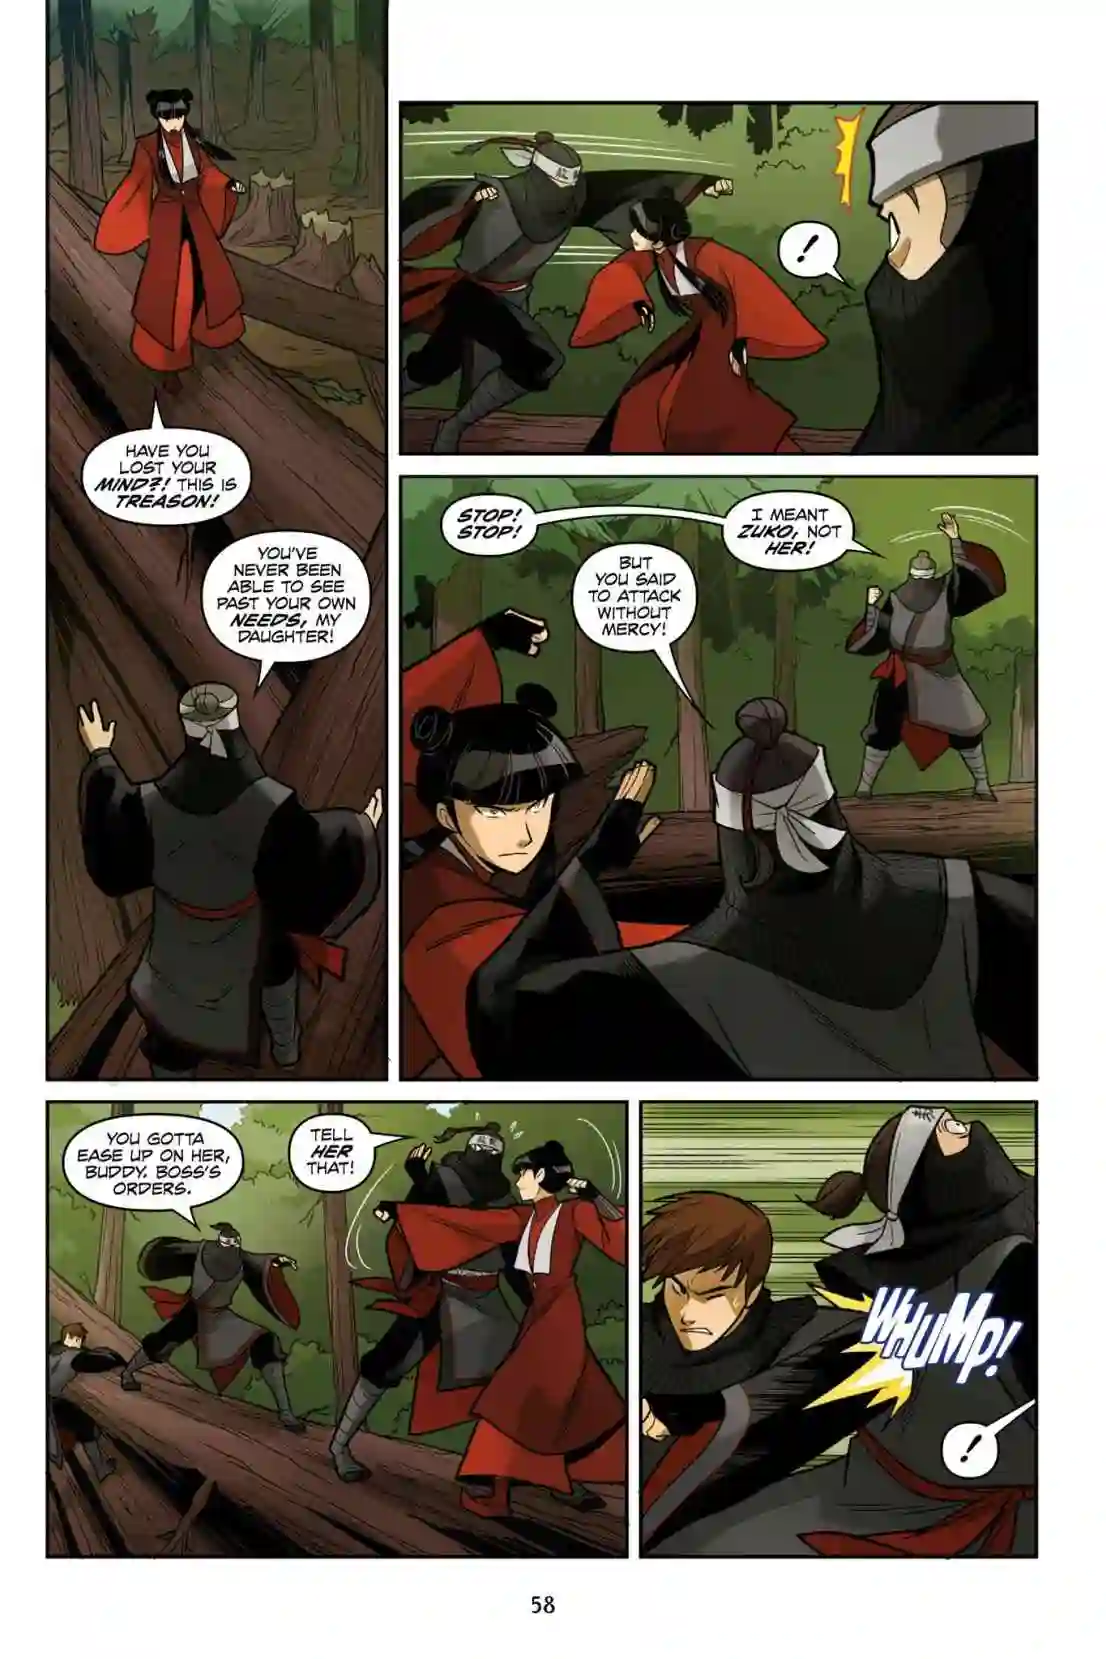 HAVE YOU
LOST YOUR
MIND?! THIS IS
TREASON!
YOU'VE
NEVER BEEN
ABLE TO SEE
PAST YOUR OWN
NEEDS, MY
DAUGHTER!
!
STOP!
STOP!
I MEANT
ZUKO, NOT
HER!
BUT
YOU SAID
TO ATTACK
WITHOUT
MERCY!
YOU GOTTA
EASE UP ON HER,
BUDDY. BOSS'S
ORDERS.
TELL
HER
THAT!
WHUMP!
!
58